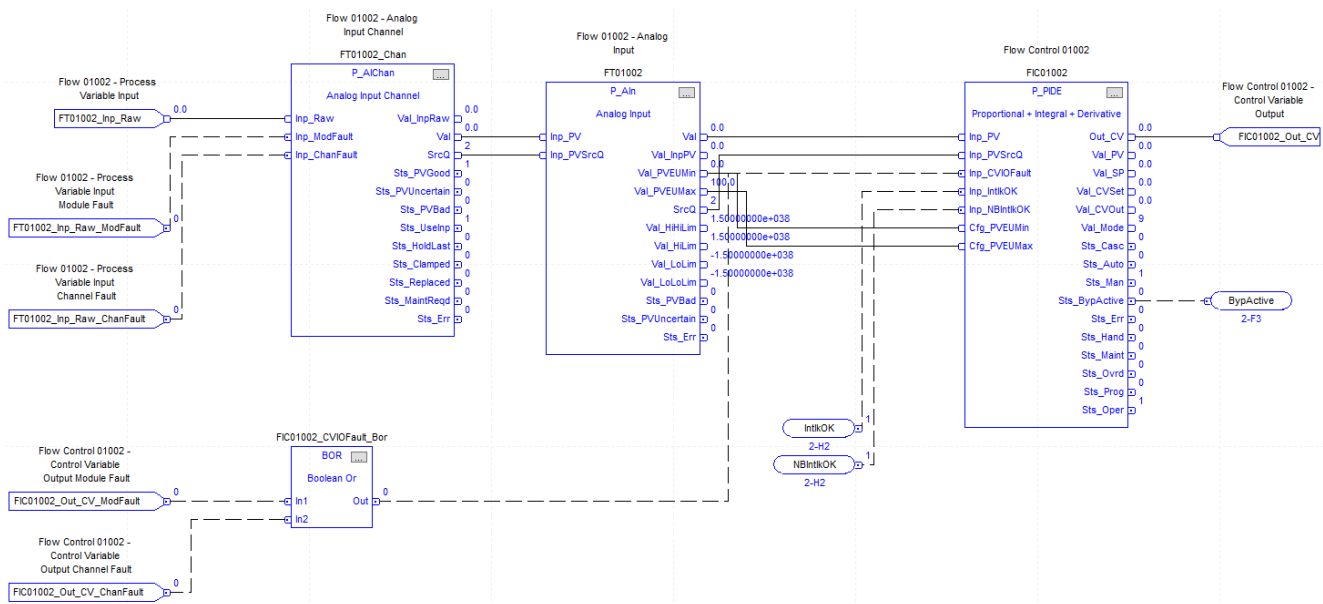 Flow 01002 - Process
Variable Input
FT01002_Inp_Raw
0.0
Flow 01002 - Process
Variable Input
Module Fault
FT01002_Inp_Raw_ModFault
0
Flow 01002 - Process
Variable Input
Channel Fault
FT01002_Inp_Raw_ChanFault
0
Flow 01002 - Analog
Input Channel
FT01002_Chan
P_AIChan
...
Analog Input Channel
Inp_Raw
Inp_ModFault
Inp_ChanFault
Val_InpRaw
0.0
Val
0.0
SrcQ
2
Sts_PVGood
1
Sts_PVUncertain
0
Sts_PVBad
0
Sts_UseInp
1
Sts_HoldLast
0
Sts_Clamped
0
Sts_Replaced
0
Sts_MaintReqd
0
Sts_Err
0
Flow 01002 - Analog
Input
FT01002
P_AIn
...
Analog Input
Inp_PV
Inp_PVSrcQ
Val
0.0
Val_InpPV
0.0
Val_PVEUMin
0.0
Val_PVEUMax
100.0
SrcQ
2
Val_HiHiLim
1.50000000e+038
Val_HiLim
1.50000000e+038
Val_LoLim
-1.50000000e+038
Val_LoLoLim
-1.50000000e+038
Sts_PVBad
0
Sts_PVUncertain
0
Sts_Err
0
Flow Control 01002
FIC01002
P_PIDE
...
Proportional + Integral + Derivative
Inp_PV
Inp_PVSrcQ
Inp_CVIOFault
Inp_IntlkOK
Inp_NBIntlkOK
Cfg_PVEUMin
Cfg_PVEUMax
Out_CV
0.0
Val_PV
0.0
Val_SP
0.0
Val_CVSet
0.0
Val_CVOut
0.0
Val_Mode
9
Sts_Casc
0
Sts_Auto
0
Sts_Man
1
Sts_BypActive
0
Sts_Err
0
Sts_Hand
0
Sts_Maint
0
Sts_Ovrd
0
Sts_Prog
0
Sts_Oper
1
Flow Control 01002 -
Control Variable
Output
FIC01002_Out_CV
BypActive
2-F3
IntlkOK
1
2-H2
NBIntlkOK
1
2-H2
Flow Control 01002 -
Control Variable
Output Module Fault
FIC01002_Out_CV_ModFault
0
Flow Control 01002 -
Control Variable
Output Channel Fault
FIC01002_Out_CV_ChanFault
0
FIC01002_CVIOFault_Bor
BOR
...
Boolean Or
In1
In2
Out
0